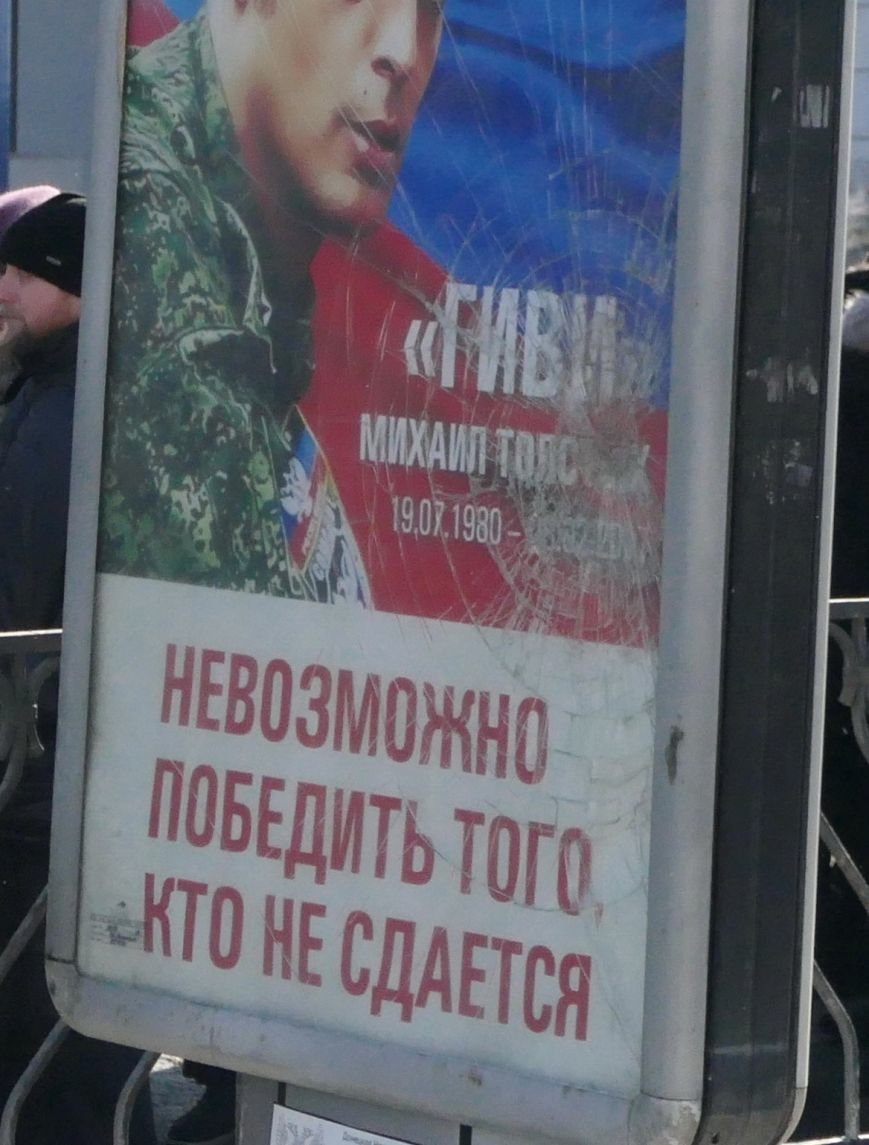 «ГИВИ»
МИХАИЛ
19.07.1980 –
НЕВОЗМОЖНО
ПОБЕДИТЬ ТОГО,
КТО НЕ СДАЕТСЯ